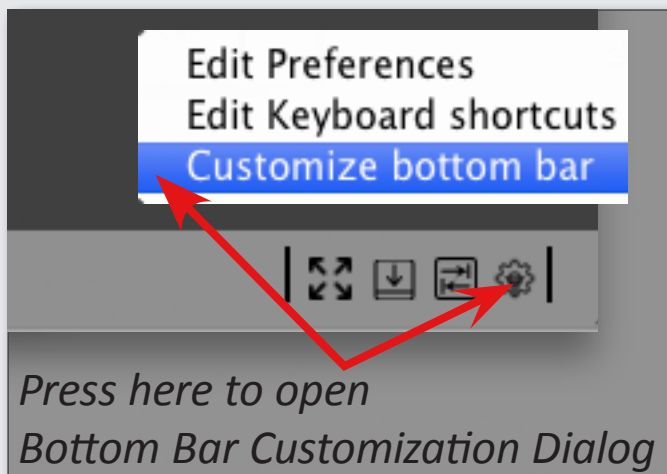 Edit Preferences
Edit Keyboard shortcuts
Customize bottom bar
Press here to open
Bottom Bar Customization Dialog